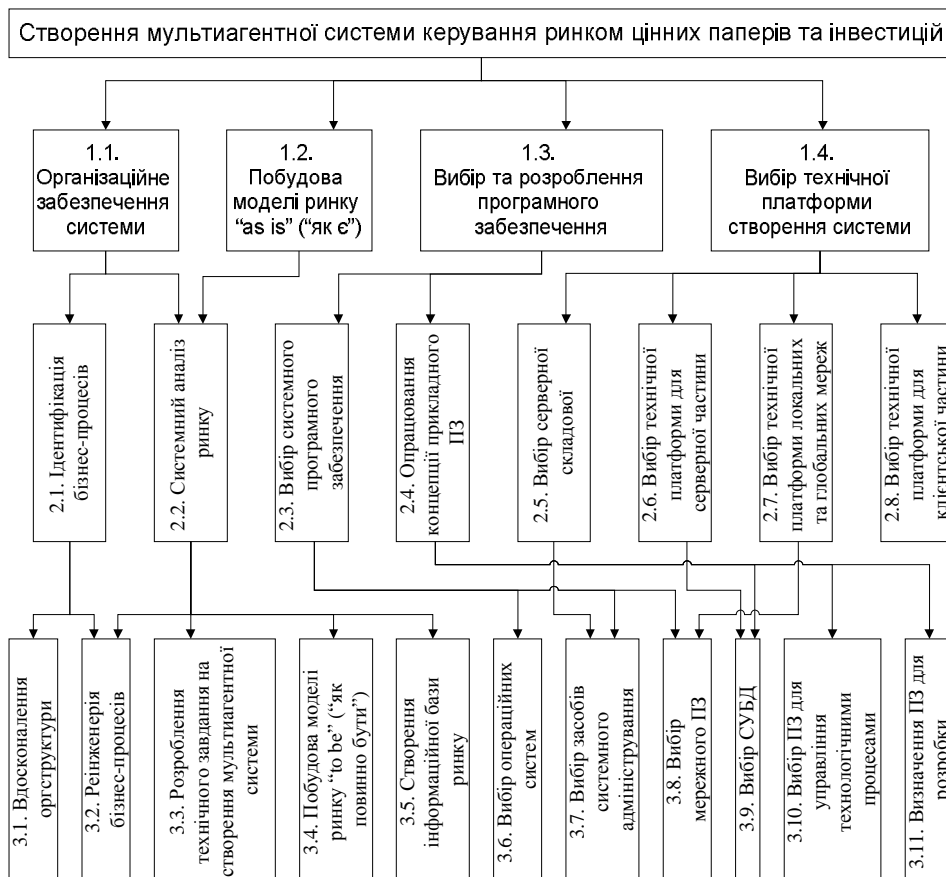 Створення мультиагентної системи керування ринком цінних паперів та інвестицій
1.1.
Організаційне
забезпечення
системи
1.2.
Побудова
моделі ринку
“as is” (“як є”)
1.3.
Вибір та розроблення
програмного
забезпечення
1.4.
Вибір технічної
платформи
створення системи
2.1. Ідентифікація
бізнес-процесів
2.2. Системний аналіз
ринку
2.3. Вибір системного
програмного
забезпечення
2.4. Опрацювання
концепції прикладного
ПЗ
2.5. Вибір серверної
складової
2.6. Вибір технічної
платформи для
серверної частини
2.7. Вибір технічної
платформи локальних
та глобальних мереж
2.8. Вибір технічної
платформи для
клієнтської частини
3.1. Вдосконалення
оргструктури
3.2. Реінженерія
бізнес-процесів
3.3. Розроблення
технічного завдання на
створення мультиагентної
системи
3.4. Побудова моделі
ринку “to be” (“як
повинно бути”)
3.5. Створення
інформаційної бази
ринку
3.6. Вибір операційних
систем
3.7. Вибір засобів
системного
адміністрування
3.8. Вибір
мережного ПЗ
3.9. Вибір СУБД
3.10. Вибір ПЗ для
управління
технологічними
процесами
3.11. Визначення ПЗ для
розробки